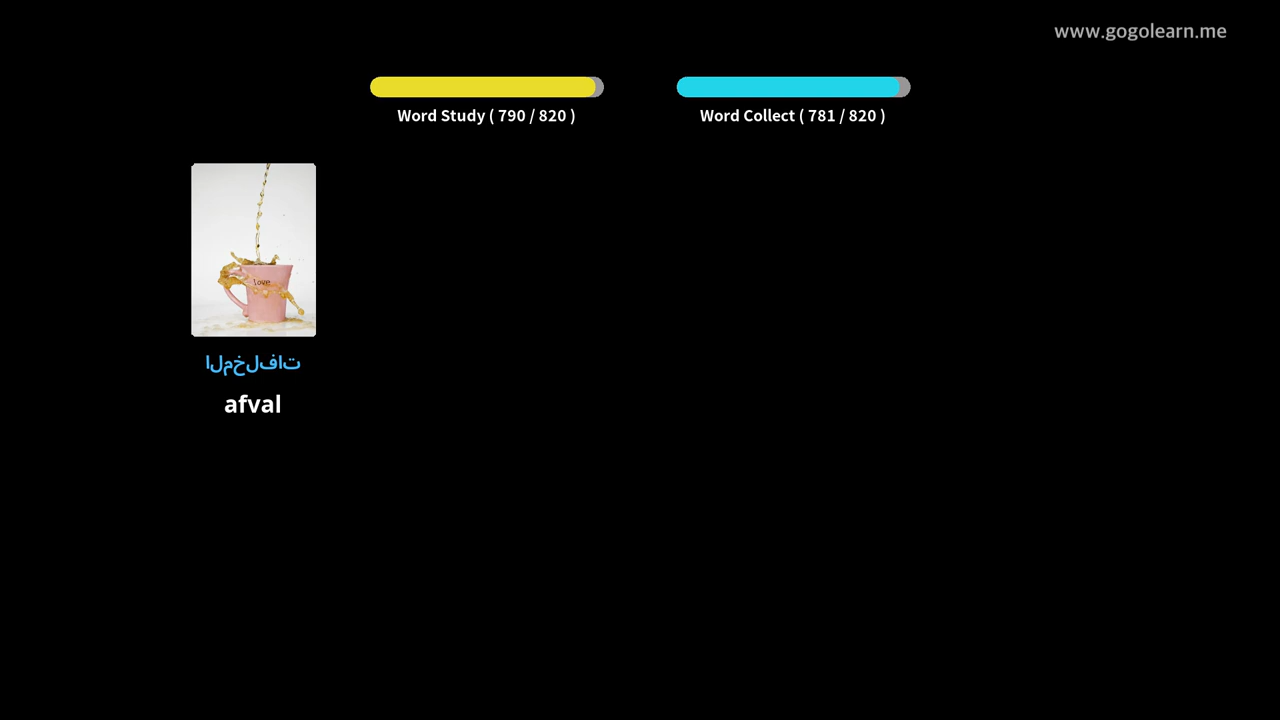 www.gogolearn.me
Word Study ( 790 / 820 )
Word Collect ( 781 / 820 )
love
المخلفات
afval